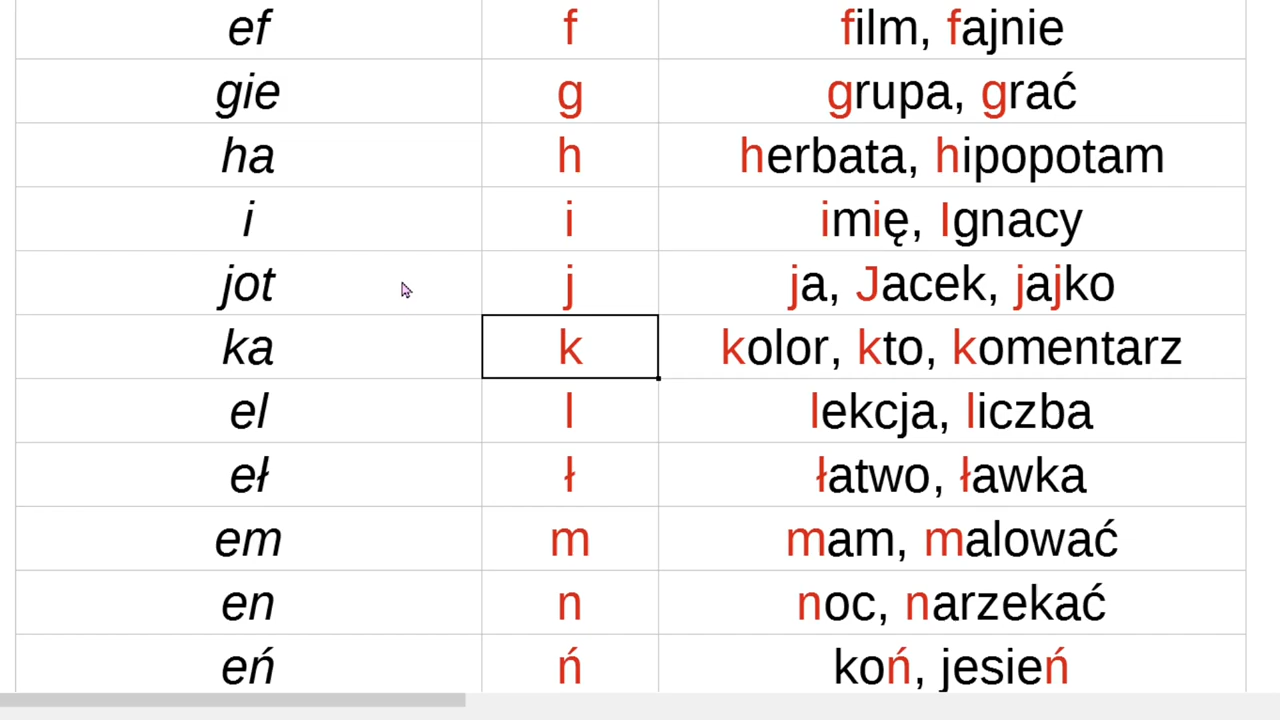 ef f film, fajnie
gie g grupa, grać
ha h herbata, hipopotam
i i imię, Ignacy
jot j ja, Jacek, jajko
ka k kolor, kto, komentarz
el l lekcja, liczba
eł ł łatwo, ławka
em m mam, malować
en n noc, narzekać
eń ń koń, jesień